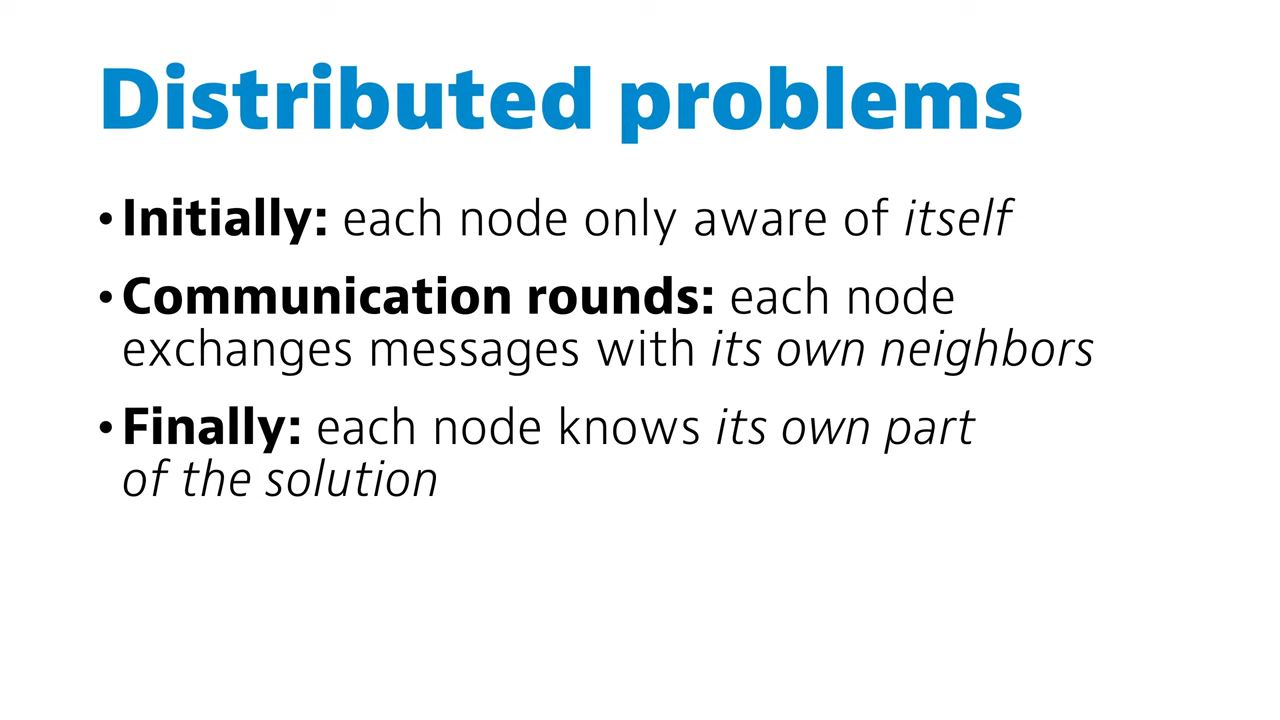 Distributed problems
• Initially: each node only aware of itself
• Communication rounds: each node
exchanges messages with its own neighbors
• Finally: each node knows its own part
of the solution